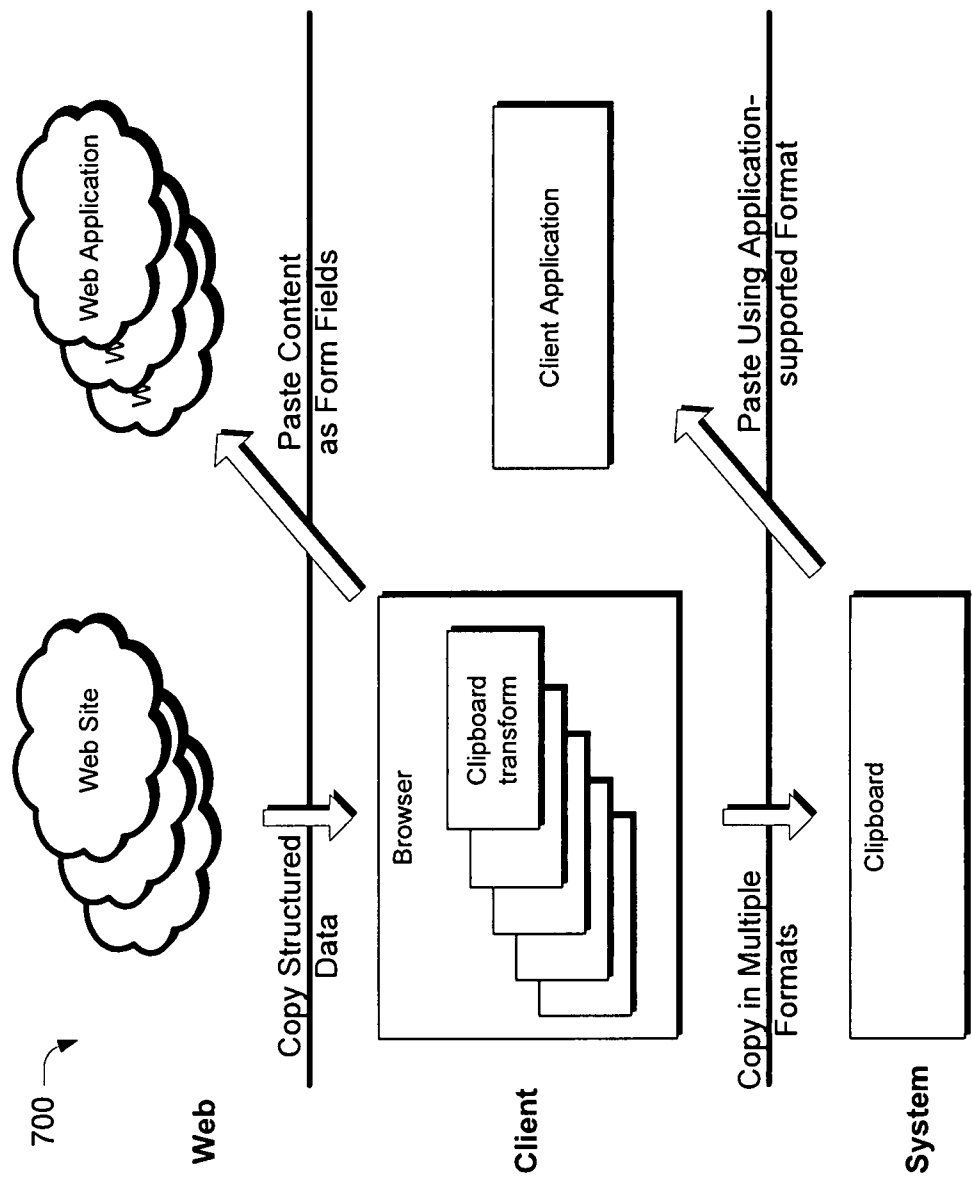 700
Web
Web Site
Web Application
W
W
Copy Structured
Data
Paste Content
as Form Fields
Client
Browser
Clipboard
transform
Client Application
Copy in Multiple
Formats
Paste Using Application-
supported Format
System
Clipboard